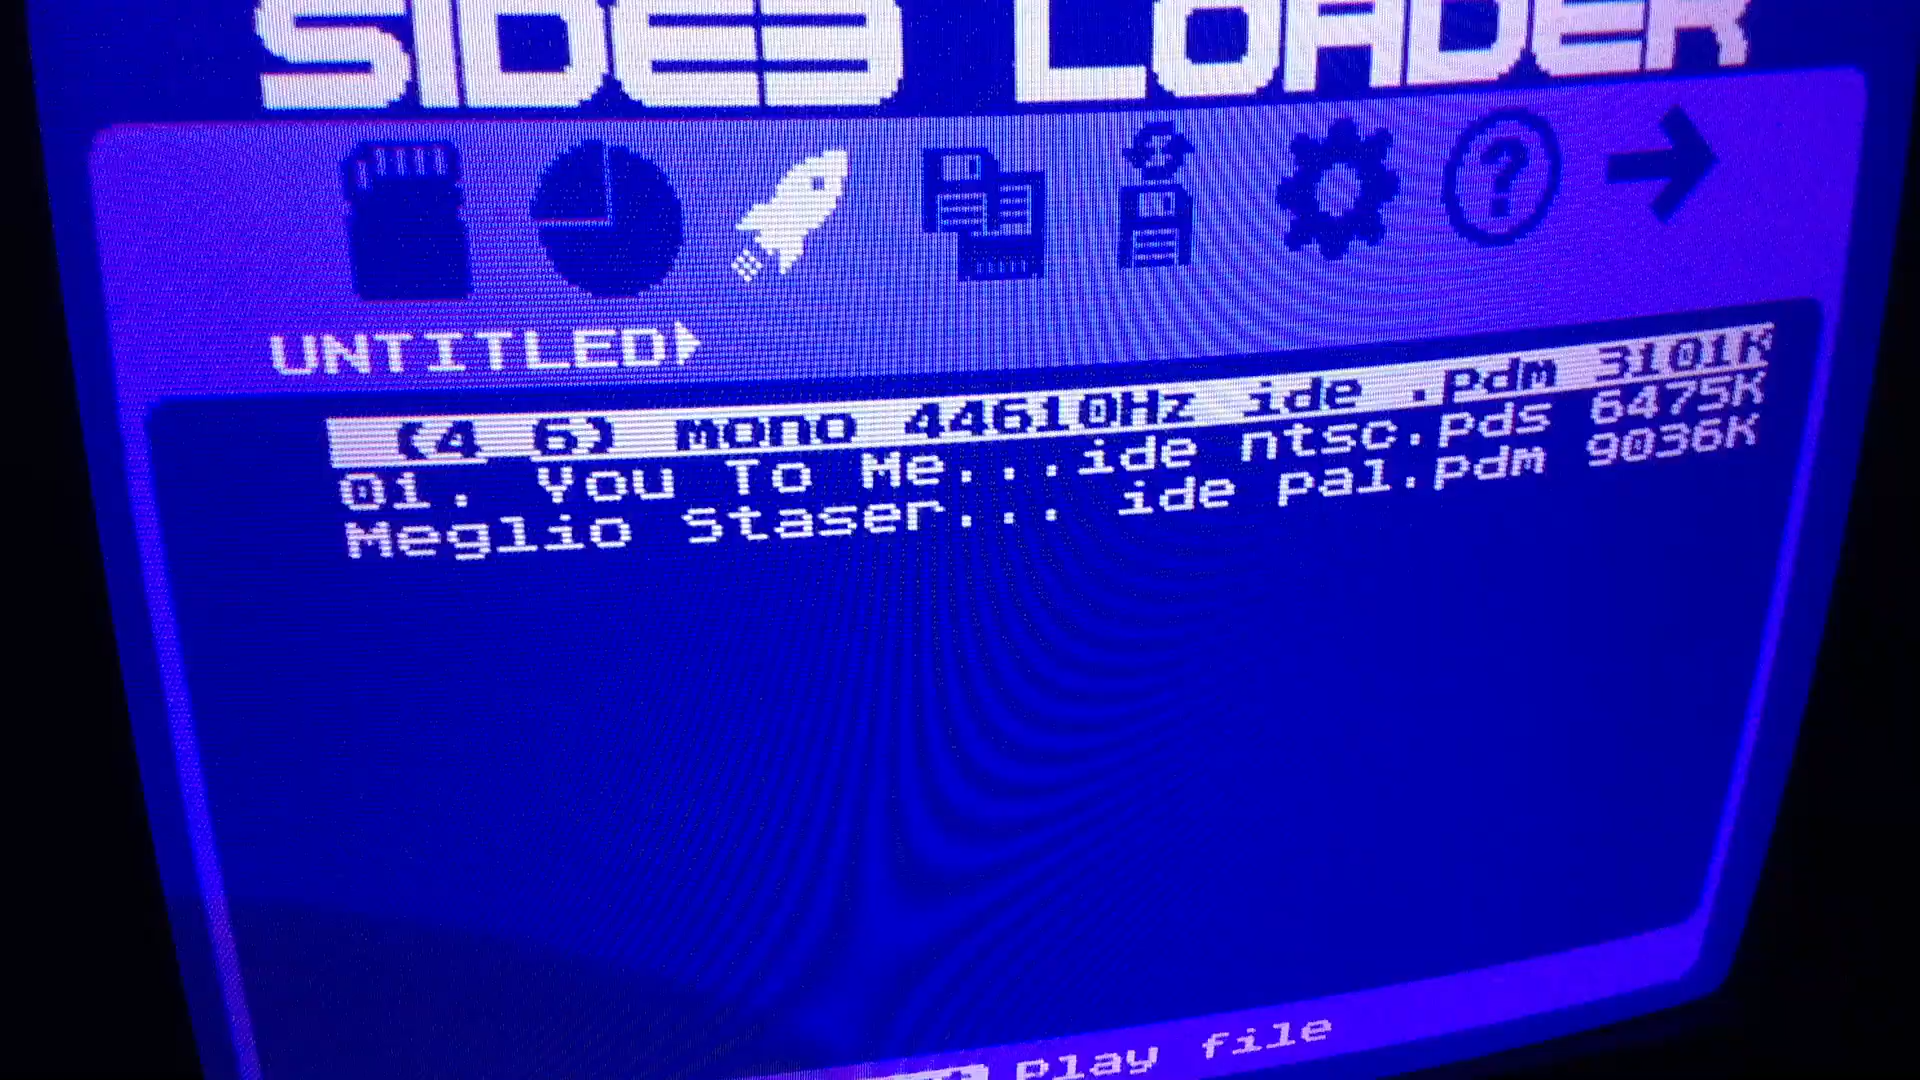 SIDE3 LOADER
UNTITLED
(4 6) mono 44610Hz ide .pdm 3101K
01. You To Me...ide ntsc.pds 6475K
Meglio Staser... ide pal.pdm 9036K
Play file